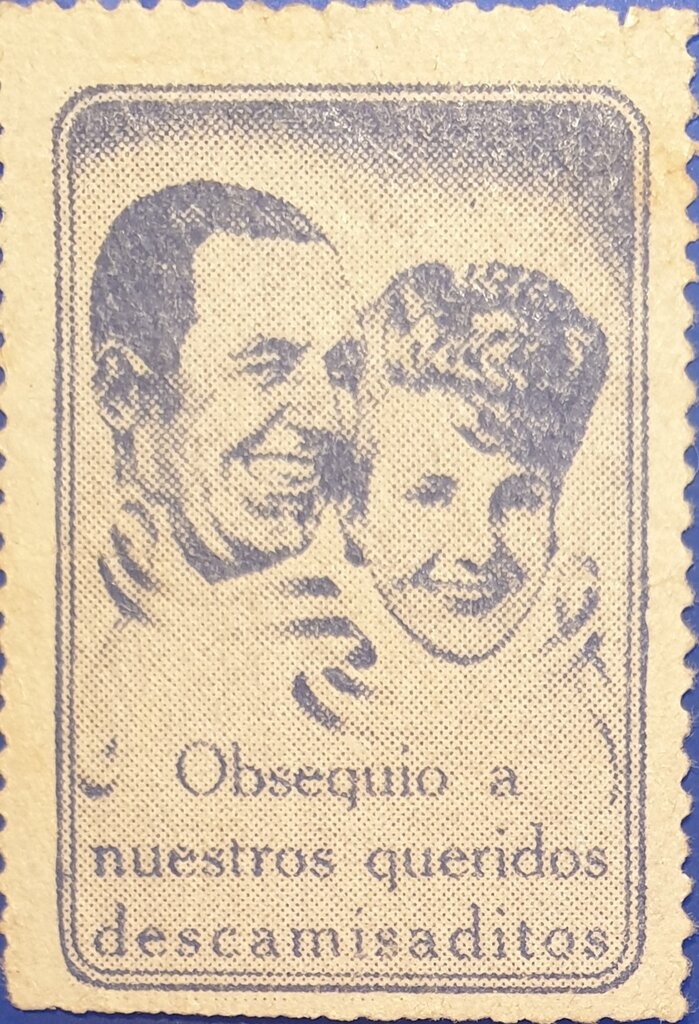 Obsequio a
nuestros queridos
descamisaditos